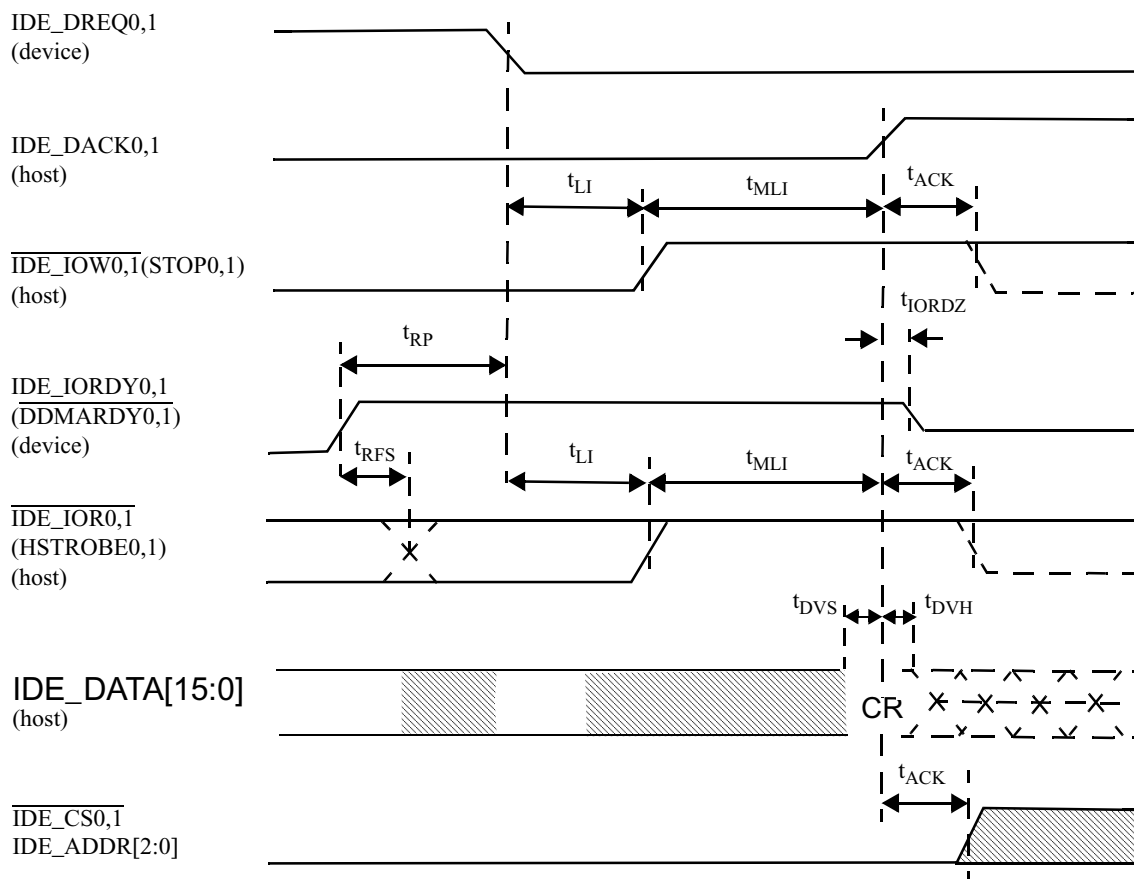 IDE_DREQ0,1
(device)
IDE_DACK0,1
(host)
tLI
tMLI
tACK
IDE_IOW0,1(STOP0,1)
(host)
tIORDZ
tRP
IDE_IORDY0,1
(DDMARDY0,1)
(device)
tRFS
tLI
tMLI
tACK
IDE_IOR0,1
(HSTROBE0,1)
(host)
tDVS
tDVH
IDE_DATA[15:0]
(host)
CR
tACK
IDE_CS0,1
IDE_ADDR[2:0]